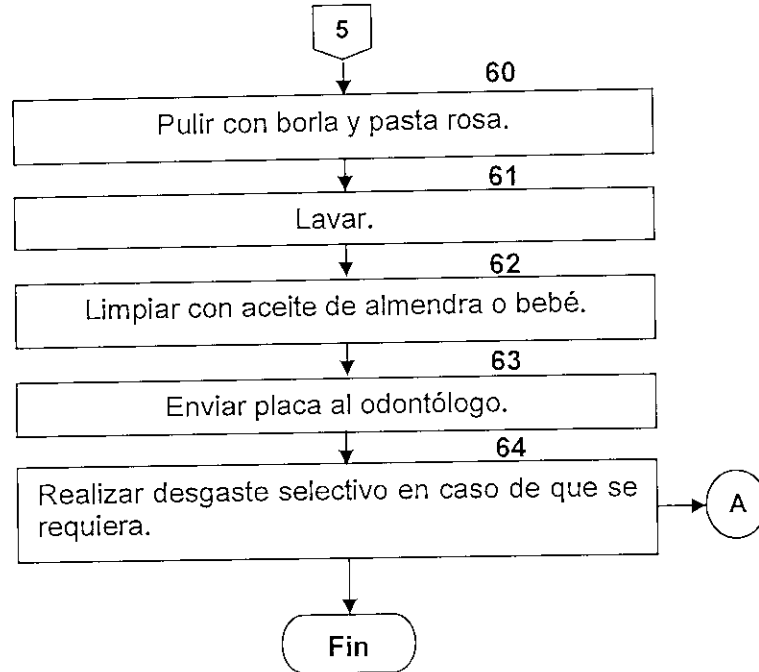 5
60
Pulir con borla y pasta rosa.
61
Lavar.
62
Limpiar con aceite de almendra o bebé.
63
Enviar placa al odontólogo.
64
Realizar desgaste selectivo en caso de que se
requiera.
A
Fin